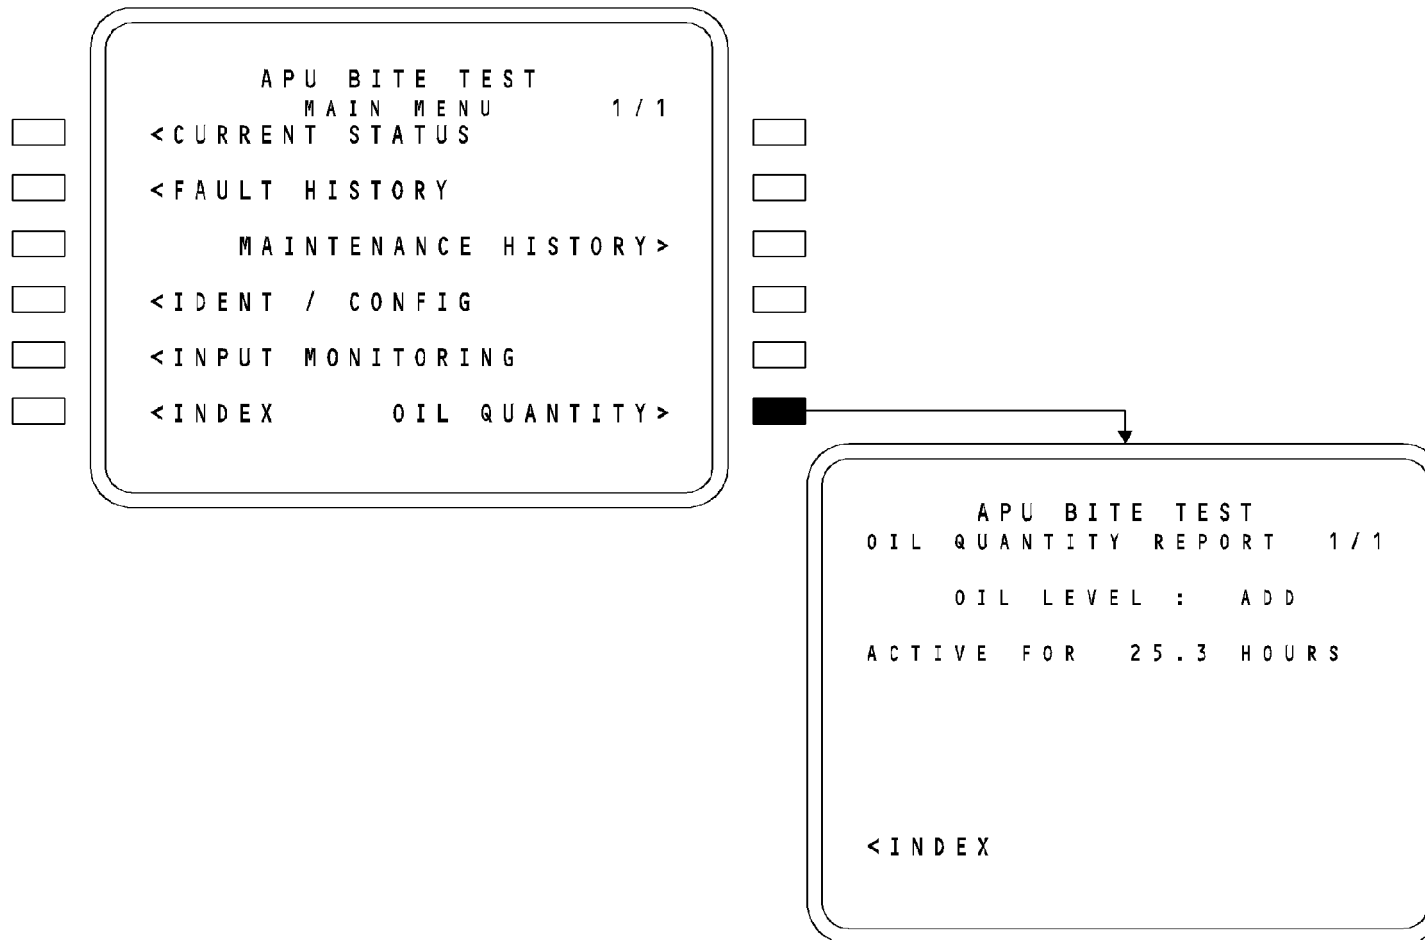 APU BITE TEST
MAIN MENU 1/1
<CURRENT STATUS
<FAULT HISTORY
MAINTENANCE HISTORY>
<IDENT / CONFIG
<INPUT MONITORING
<INDEX OIL QUANTITY>
APU BITE TEST
OIL QUANTITY REPORT 1/1
OIL LEVEL : ADD
ACTIVE FOR 25.3 HOURS
<INDEX